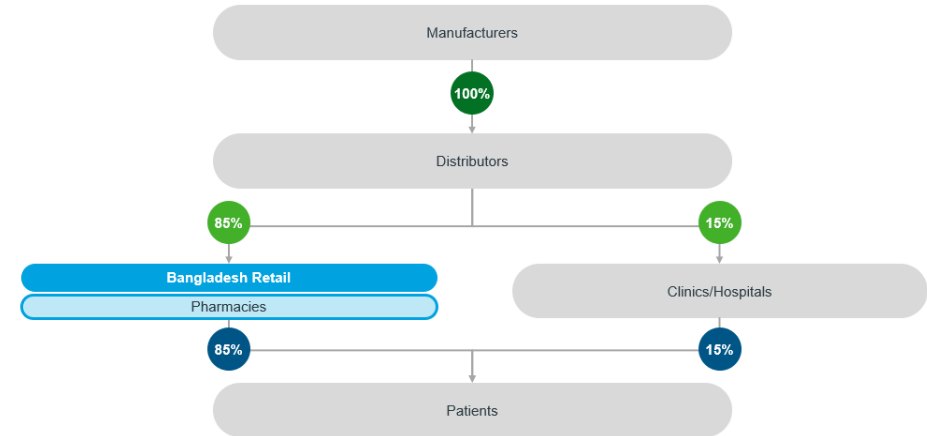 Manufacturers
100%
Distributors
85%
15%
Bangladesh Retail
Pharmacies
Clinics/Hospitals
85%
15%
Patients